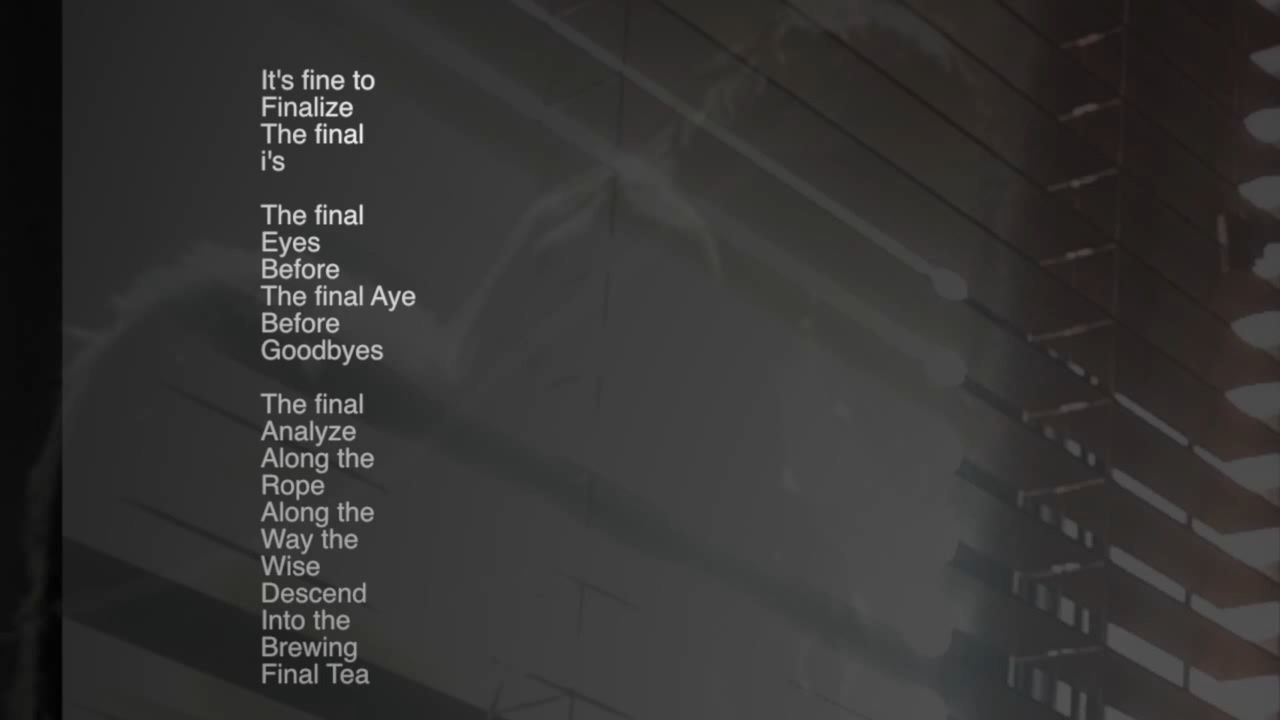 It's fine to
Finalize
The final
i's
The final
Eyes
Before
The final Aye
Before
Goodbyes
The final
Analyze
Along the
Rope
Along the
Way the
Wise
Descend
Into the
Brewing
Final Tea